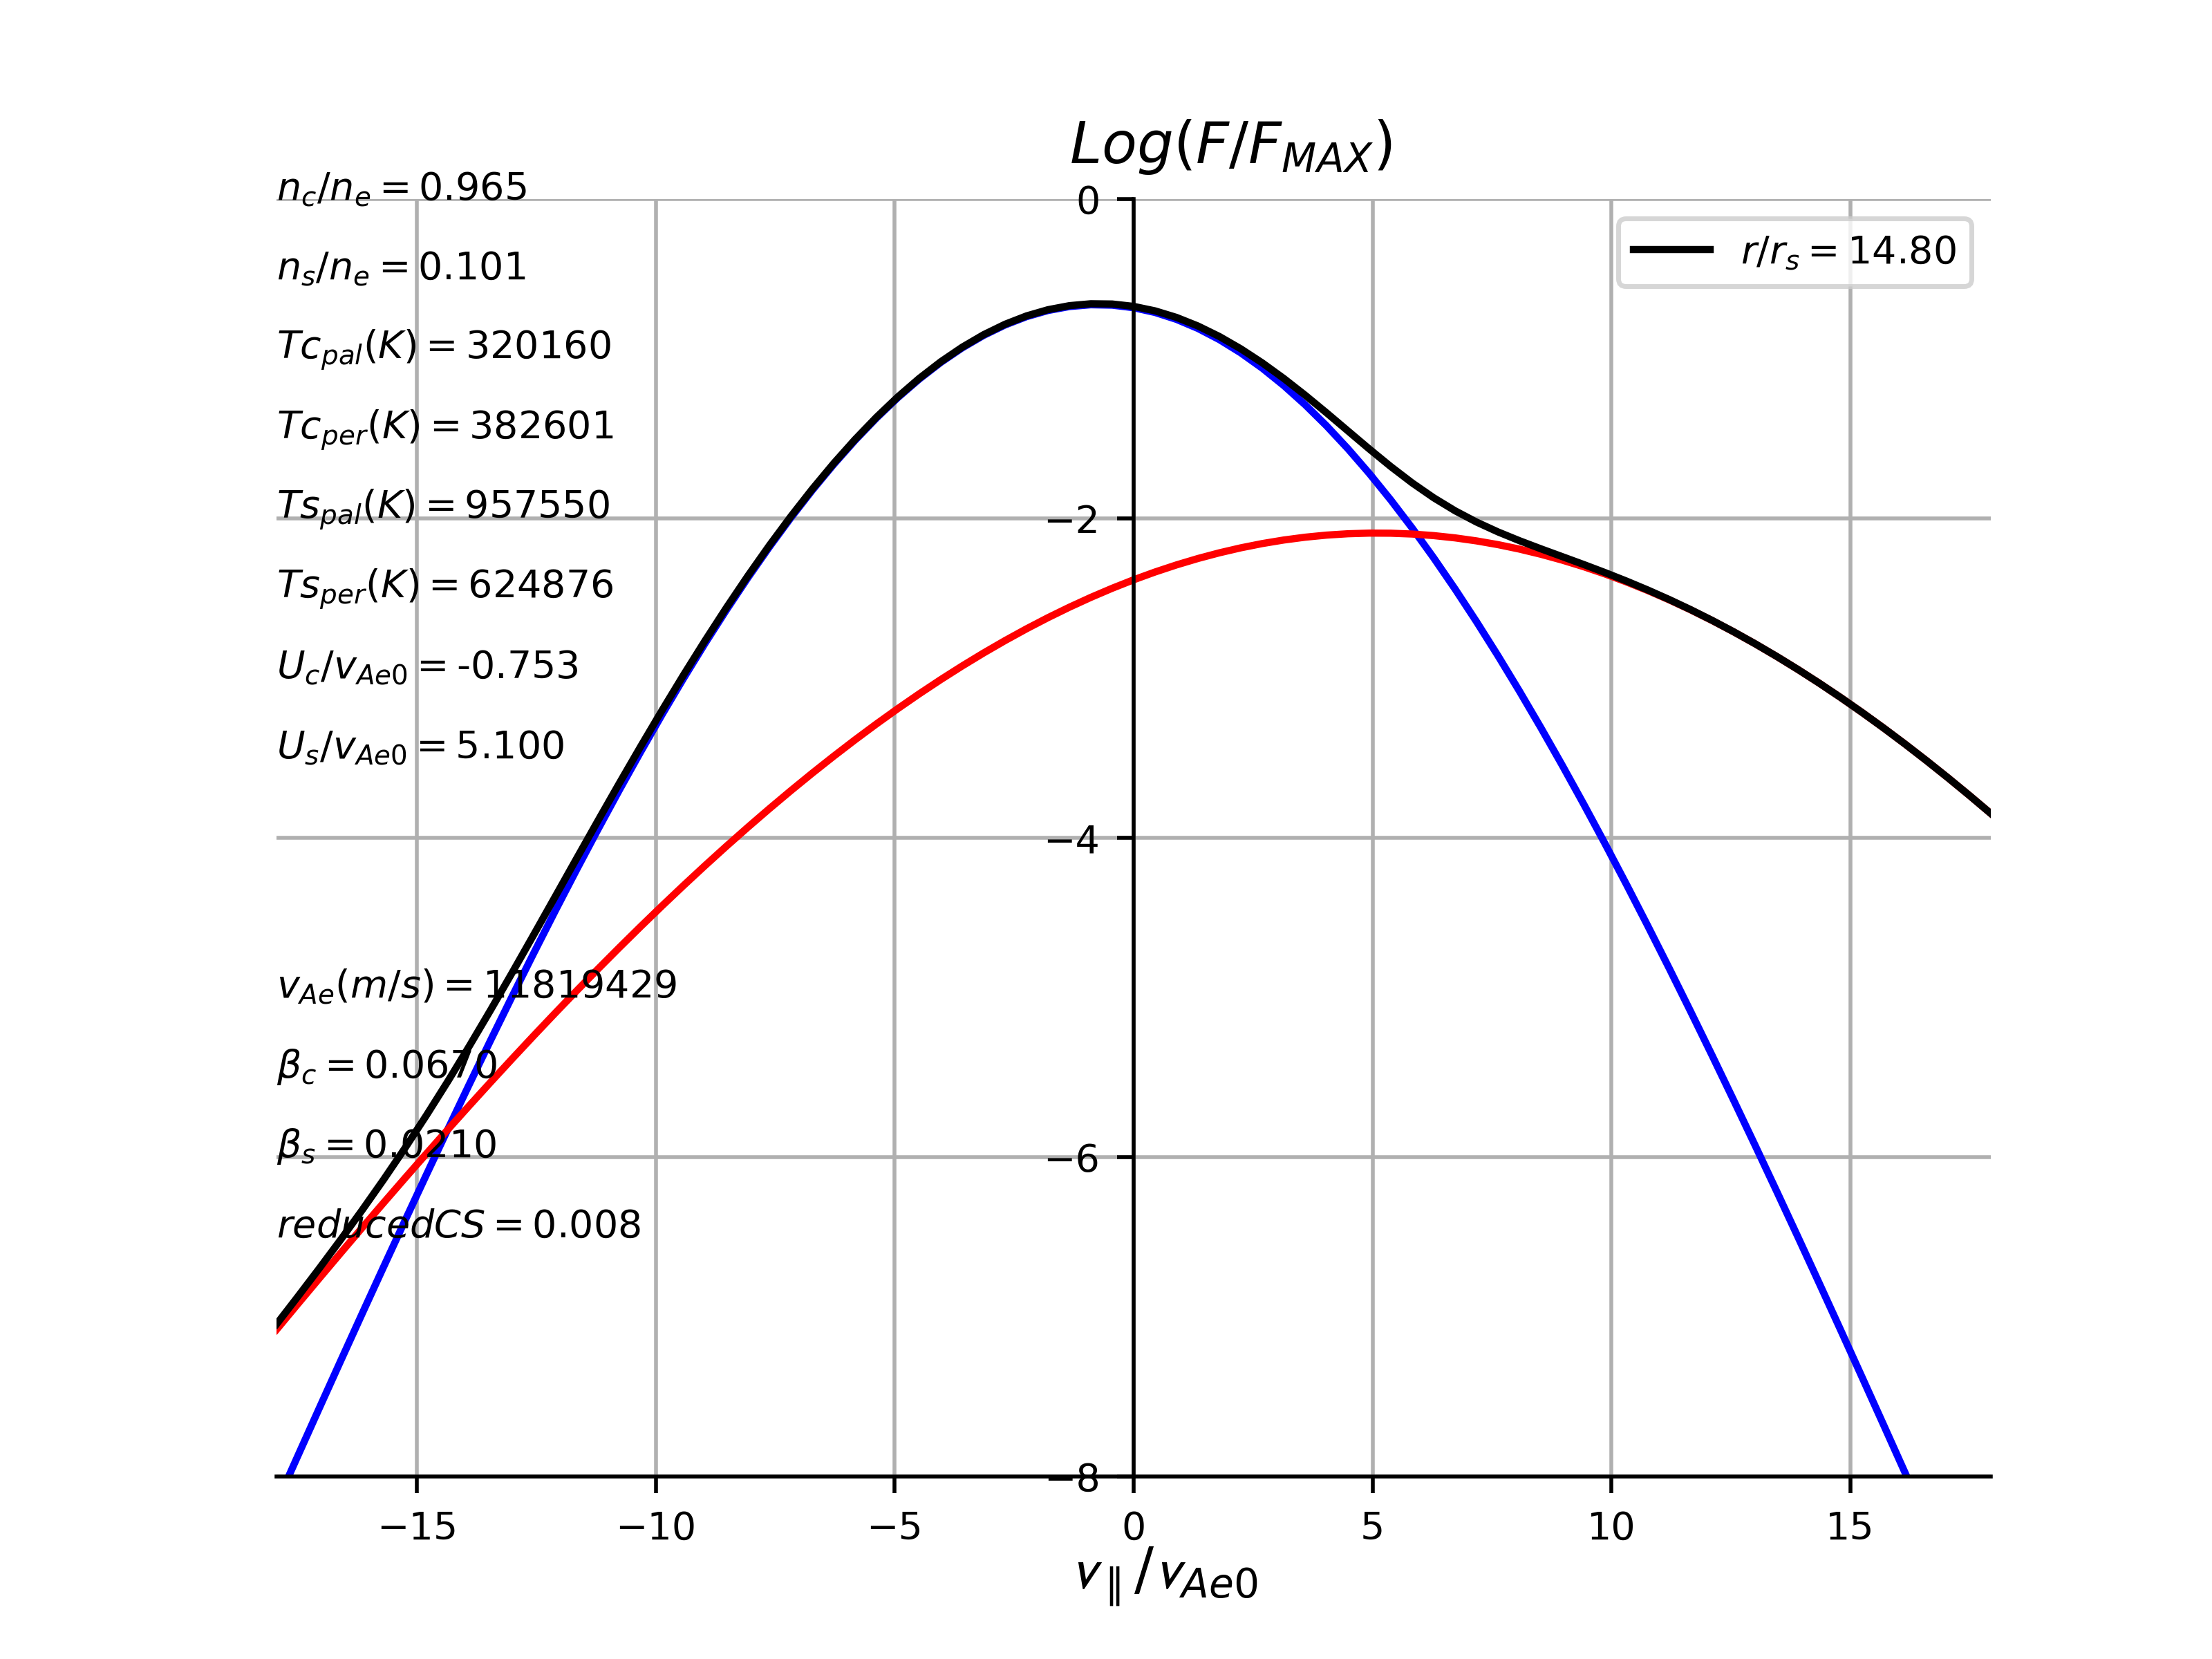 Log(F/F_MAX)
n_c/n_e = 0.965
0
r/r_s = 14.80
n_s/n_e = 0.101
Tc_pal(K) = 320160
Tc_per(K) = 382601
Ts_pal(K) = 957550
−2
Ts_per(K) = 624876
U_c/v_Ae0 = -0.753
U_s/v_Ae0 = 5.100
−4
v_Ae(m/s) = 11819429
β_c = 0.0670
β_s = 0.0210
−6
reducedCS = 0.008
−8
−15 −10 −5 0 5 10 15
v_∥/v_Ae0